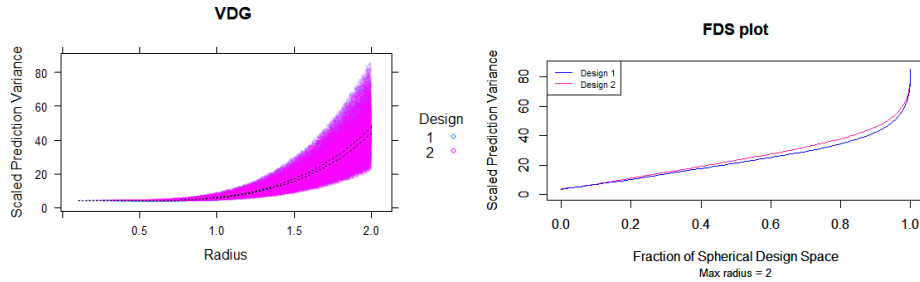 VDG
Scaled Prediction Variance
80
60
40
20
0
0.5
1.0
1.5
2.0
Radius
Design
1
2
FDS plot
Scaled Prediction Variance
80
60
40
20
0
Design 1
Design 2
0.0
0.2
0.4
0.6
0.8
1.0
Fraction of Spherical Design Space
Max radius = 2